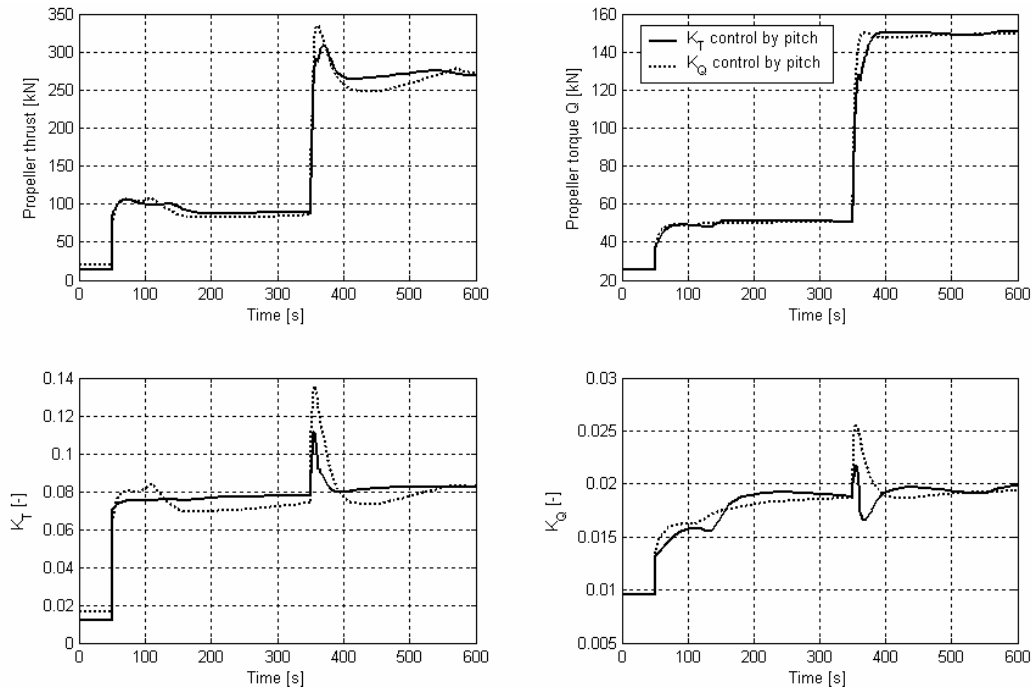 350
300
250
200
150
100
50
0
Propeller thrust [kN]
0 100 200 300 400 500 600
Time [s]
160
140
120
100
80
60
40
20
Propeller torque Q [kN]
K_T control by pitch
K_Q control by pitch
0 100 200 300 400 500 600
Time [s]
0.14
0.12
0.1
0.08
0.06
0.04
0.02
0
K_T [-]
0 100 200 300 400 500 600
Time [s]
0.03
0.025
0.02
0.015
0.01
0.005
K_Q [-]
0 100 200 300 400 500 600
Time [s]